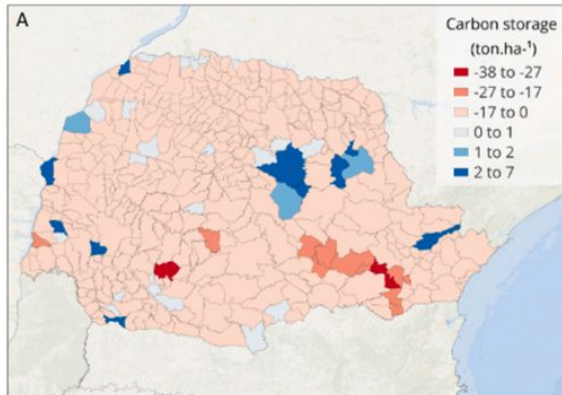 A
Carbon storage
(ton.ha-¹)
-38 to -27
-27 to -17
-17 to 0
0 to 1
1 to 2
2 to 7